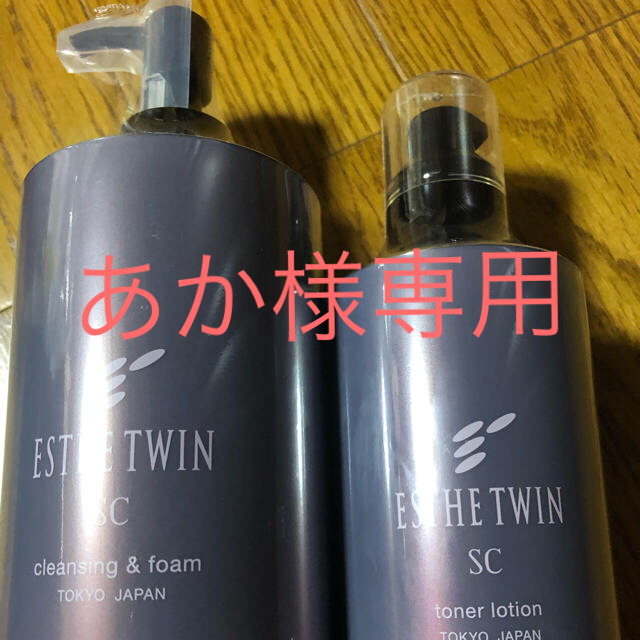 あか様専用
ESTHE TWIN
SC
cleansing & foam
TOKYO JAPAN
ESTHE TWIN
SC
toner lotion
TOKYO JAPAN